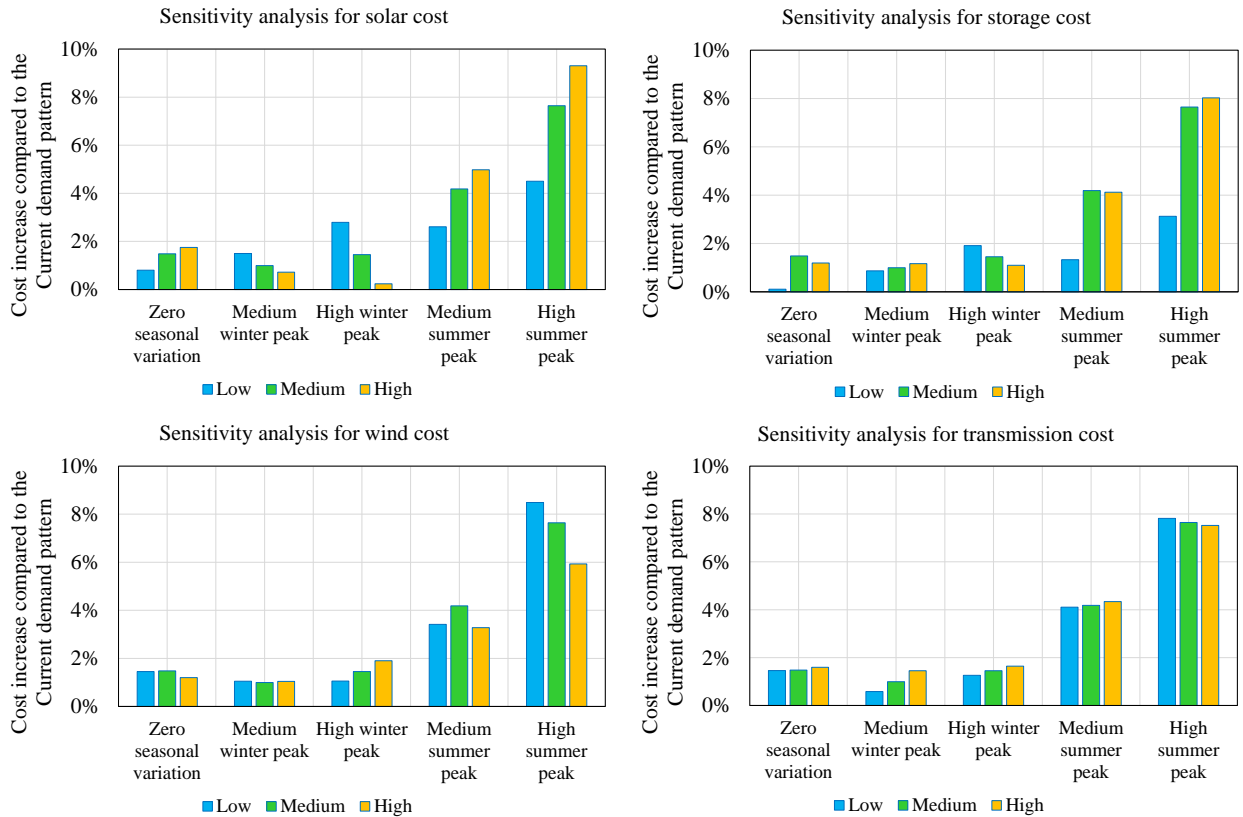 Sensitivity analysis for solar cost
Cost increase compared to the
Current demand pattern
10%
8%
6%
4%
2%
0%
Zero
seasonal
variation
Medium
winter peak
High winter
peak
Medium
summer
peak
High
summer
peak
Low
Medium
High
Sensitivity analysis for storage cost
Cost increase compared to the
Current demand pattern
10%
8%
6%
4%
2%
0%
Zero
seasonal
variation
Medium
winter peak
High winter
peak
Medium
summer
peak
High
summer
peak
Low
Medium
High
Sensitivity analysis for wind cost
Cost increase compared to the
Current demand pattern
10%
8%
6%
4%
2%
0%
Zero
seasonal
variation
Medium
winter peak
High winter
peak
Medium
summer
peak
High
summer
peak
Low
Medium
High
Sensitivity analysis for transmission cost
Cost increase compared to the
Current demand pattern
10%
8%
6%
4%
2%
0%
Zero
seasonal
variation
Medium
winter peak
High winter
peak
Medium
summer
peak
High
summer
peak
Low
Medium
High